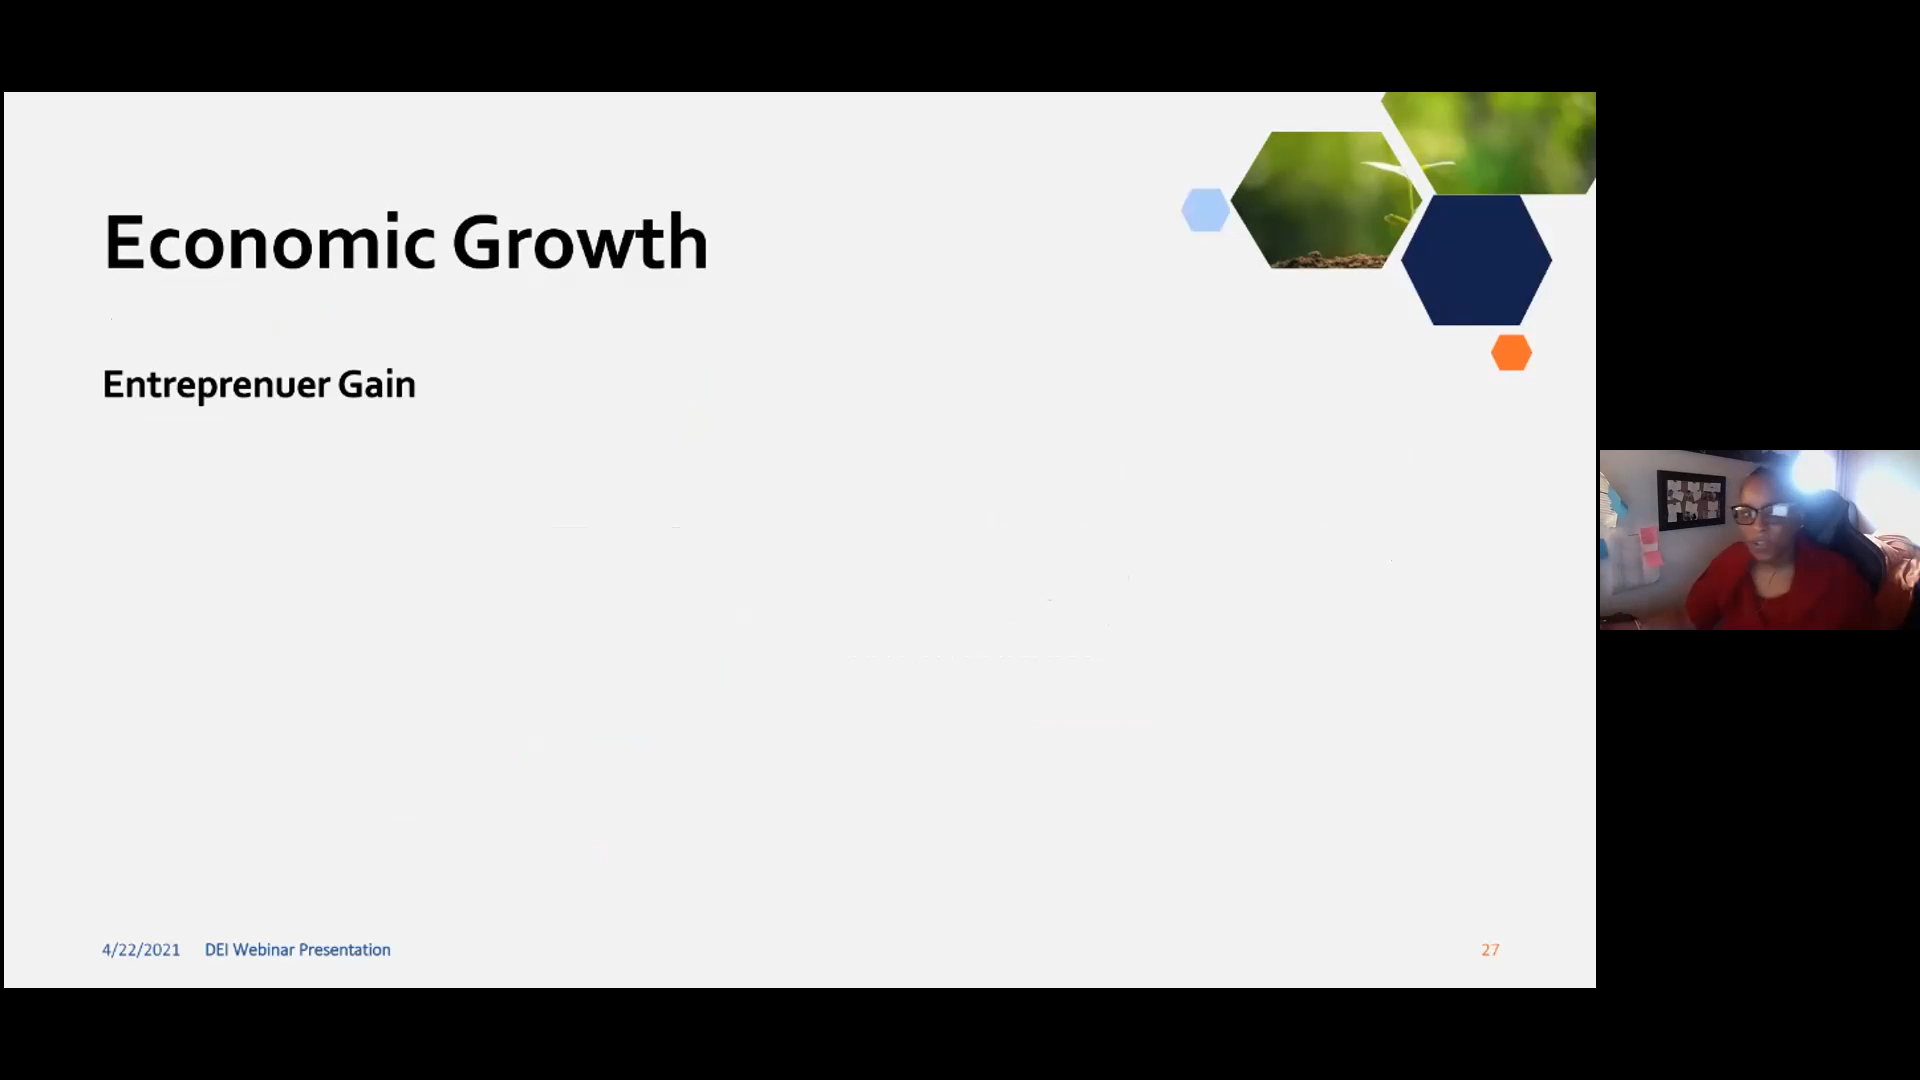 Economic Growth
Entreprenuer Gain
4/22/2021 DEI Webinar Presentation 27